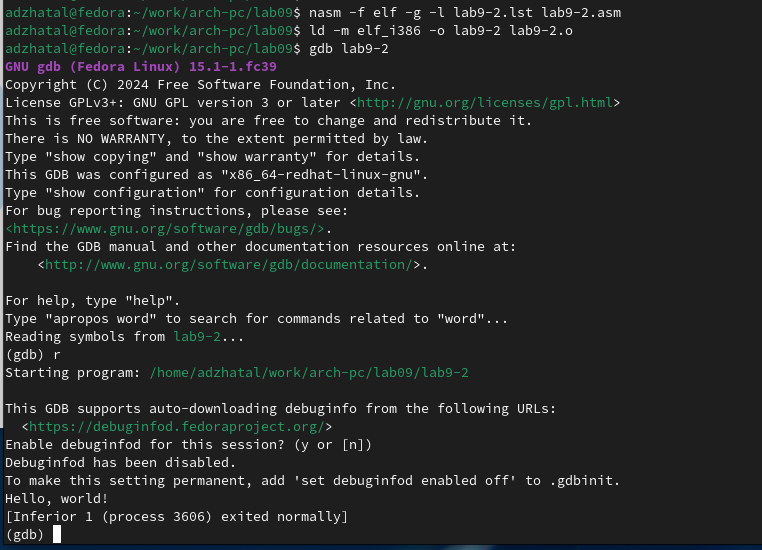 adzhatal@fedora:~/work/arch-pc/lab09$ nasm -f elf -g -l lab9-2.lst lab9-2.asm
adzhatal@fedora:~/work/arch-pc/lab09$ ld -m elf_i386 -o lab9-2 lab9-2.o
adzhatal@fedora:~/work/arch-pc/lab09$ gdb lab9-2
GNU gdb (Fedora Linux) 15.1-1.fc39
Copyright (C) 2024 Free Software Foundation, Inc.
License GPLv3+: GNU GPL version 3 or later <http://gnu.org/licenses/gpl.html>
This is free software: you are free to change and redistribute it.
There is NO WARRANTY, to the extent permitted by law.
Type "show copying" and "show warranty" for details.
This GDB was configured as "x86_64-redhat-linux-gnu".
Type "show configuration" for configuration details.
For bug reporting instructions, please see:
<https://www.gnu.org/software/gdb/bugs/>.
Find the GDB manual and other documentation resources online at:
    <http://www.gnu.org/software/gdb/documentation/>.

For help, type "help".
Type "apropos word" to search for commands related to "word"...
Reading symbols from lab9-2...
(gdb) r
Starting program: /home/adzhatal/work/arch-pc/lab09/lab9-2

This GDB supports auto-downloading debuginfo from the following URLs:
  <https://debuginfod.fedoraproject.org/>
Enable debuginfod for this session? (y or [n])
Debuginfod has been disabled.
To make this setting permanent, add 'set debuginfod enabled off' to .gdbinit.
Hello, world!
[Inferior 1 (process 3606) exited normally]
(gdb)